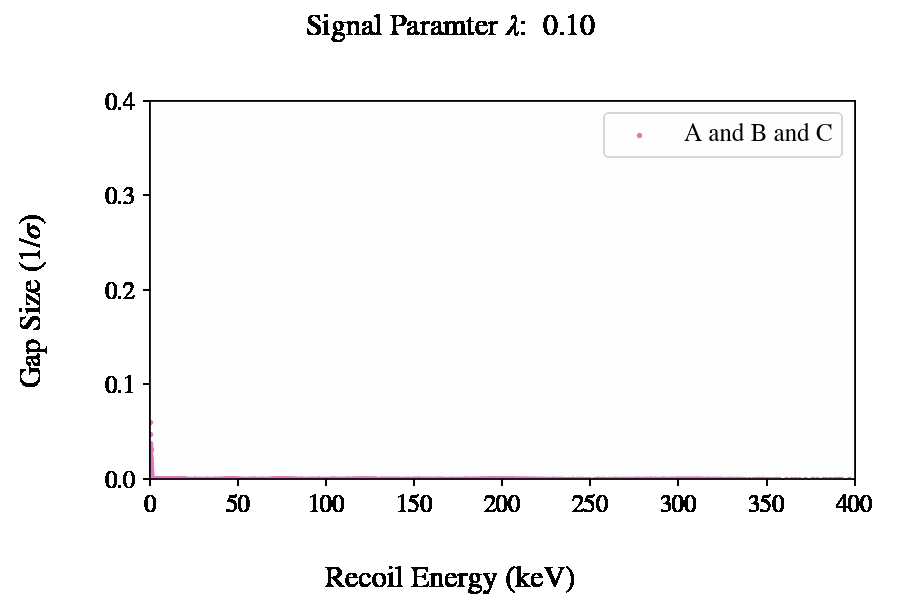 Signal Paramter λ: 0.10
0.4
A and B and C
0.3
0.2
0.1
0.0
Gap Size (1/σ)
0 50 100 150 200 250 300 350 400
Recoil Energy (keV)